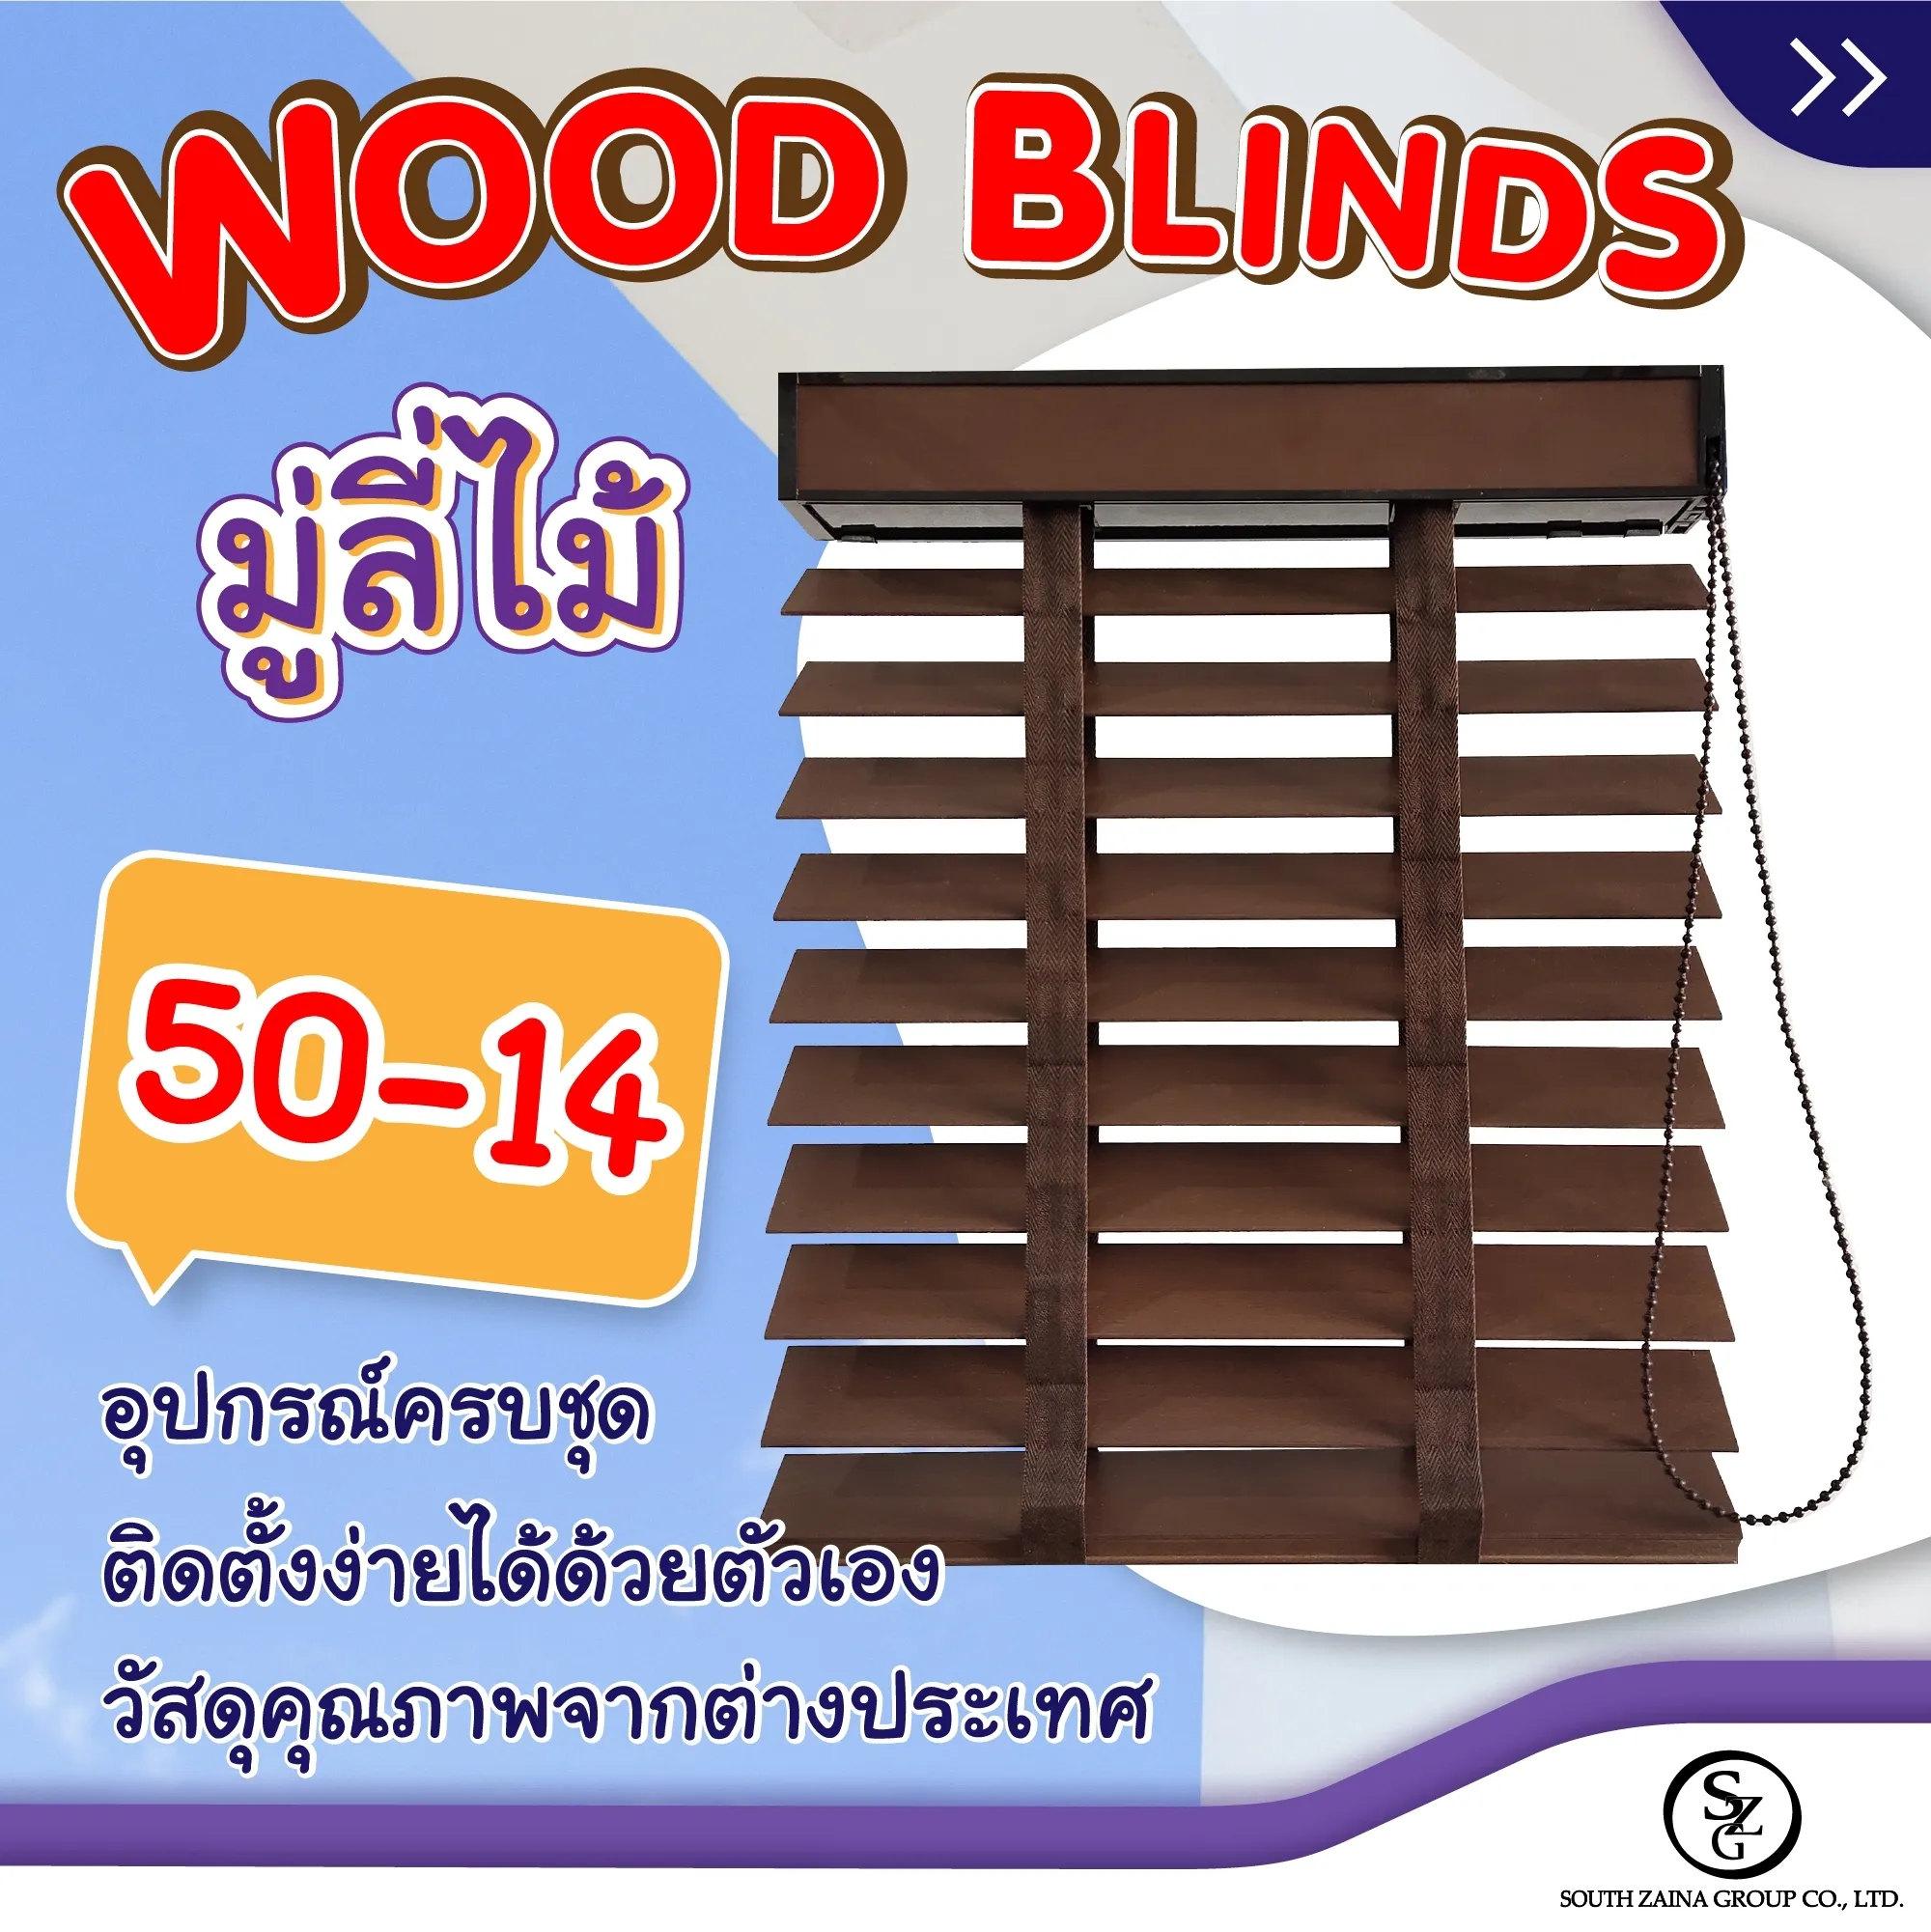 WOOD BLINDS
มู่ลี่ไม้
50-14
อุปกรณ์ครบชุด
ติดตั้งง่ายได้ด้วยตัวเอง
วัสดุคุณภาพจากต่างประเทศ
SZG
SOUTH ZAINA GROUP CO., LTD.